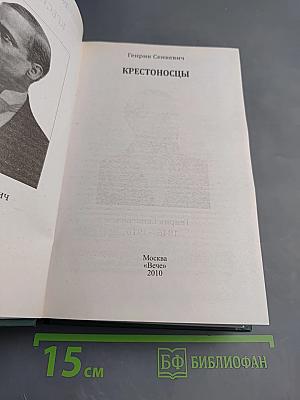 Генрик Сенкевич
КРЕСТОНОСЦЫ
Москва
«Вече»
2010
15 см
БФ БИБЛИОФАН